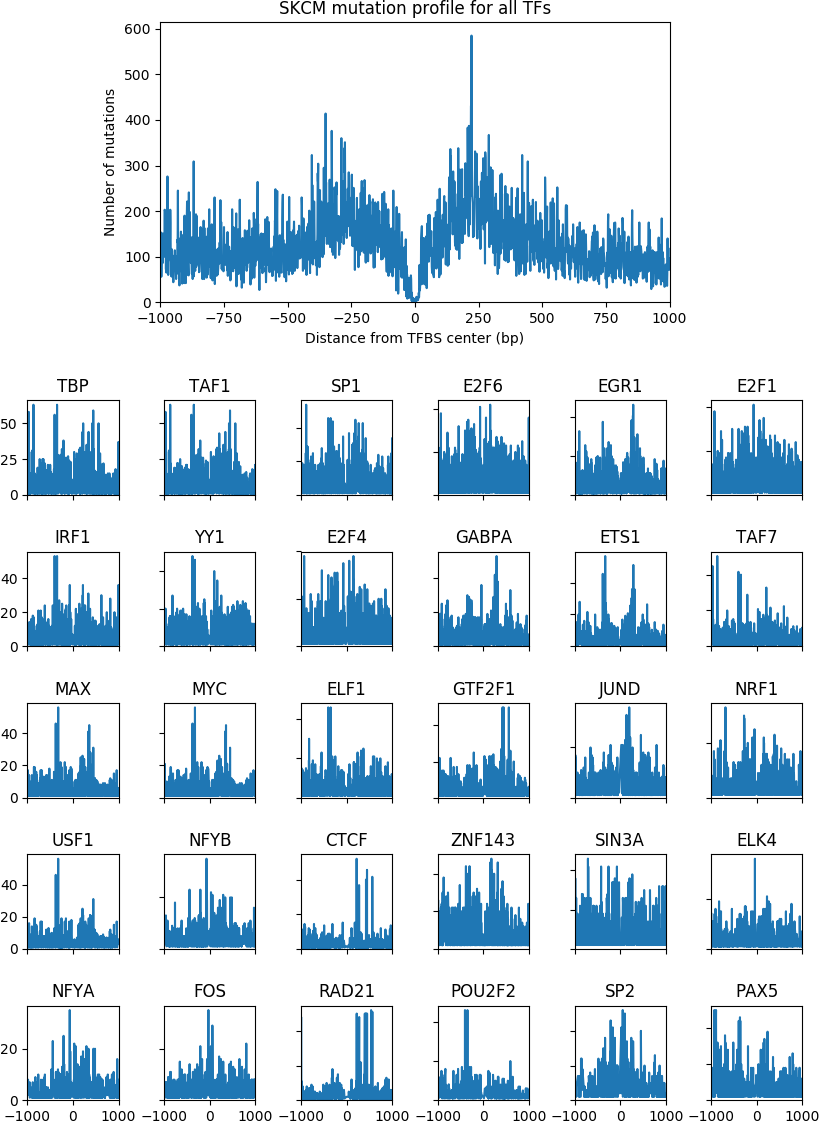 SKCM mutation profile for all TFs
600
500
400
300
200
100
0
Number of mutations
−1000 −750 −500 −250 0 250 500 750 1000
Distance from TFBS center (bp)
TBP TAF1 SP1 E2F6 EGR1 E2F1
50
25
0
IRF1 YY1 E2F4 GABPA ETS1 TAF7
40
20
0
MAX MYC ELF1 GTF2F1 JUND NRF1
40
20
0
USF1 NFYB CTCF ZNF143 SIN3A ELK4
40
20
0
NFYA FOS RAD21 POU2F2 SP2 PAX5
20
0
−1000 0 1000 −1000 0 1000 −1000 0 1000 −1000 0 1000 −1000 0 1000 −1000 0 1000